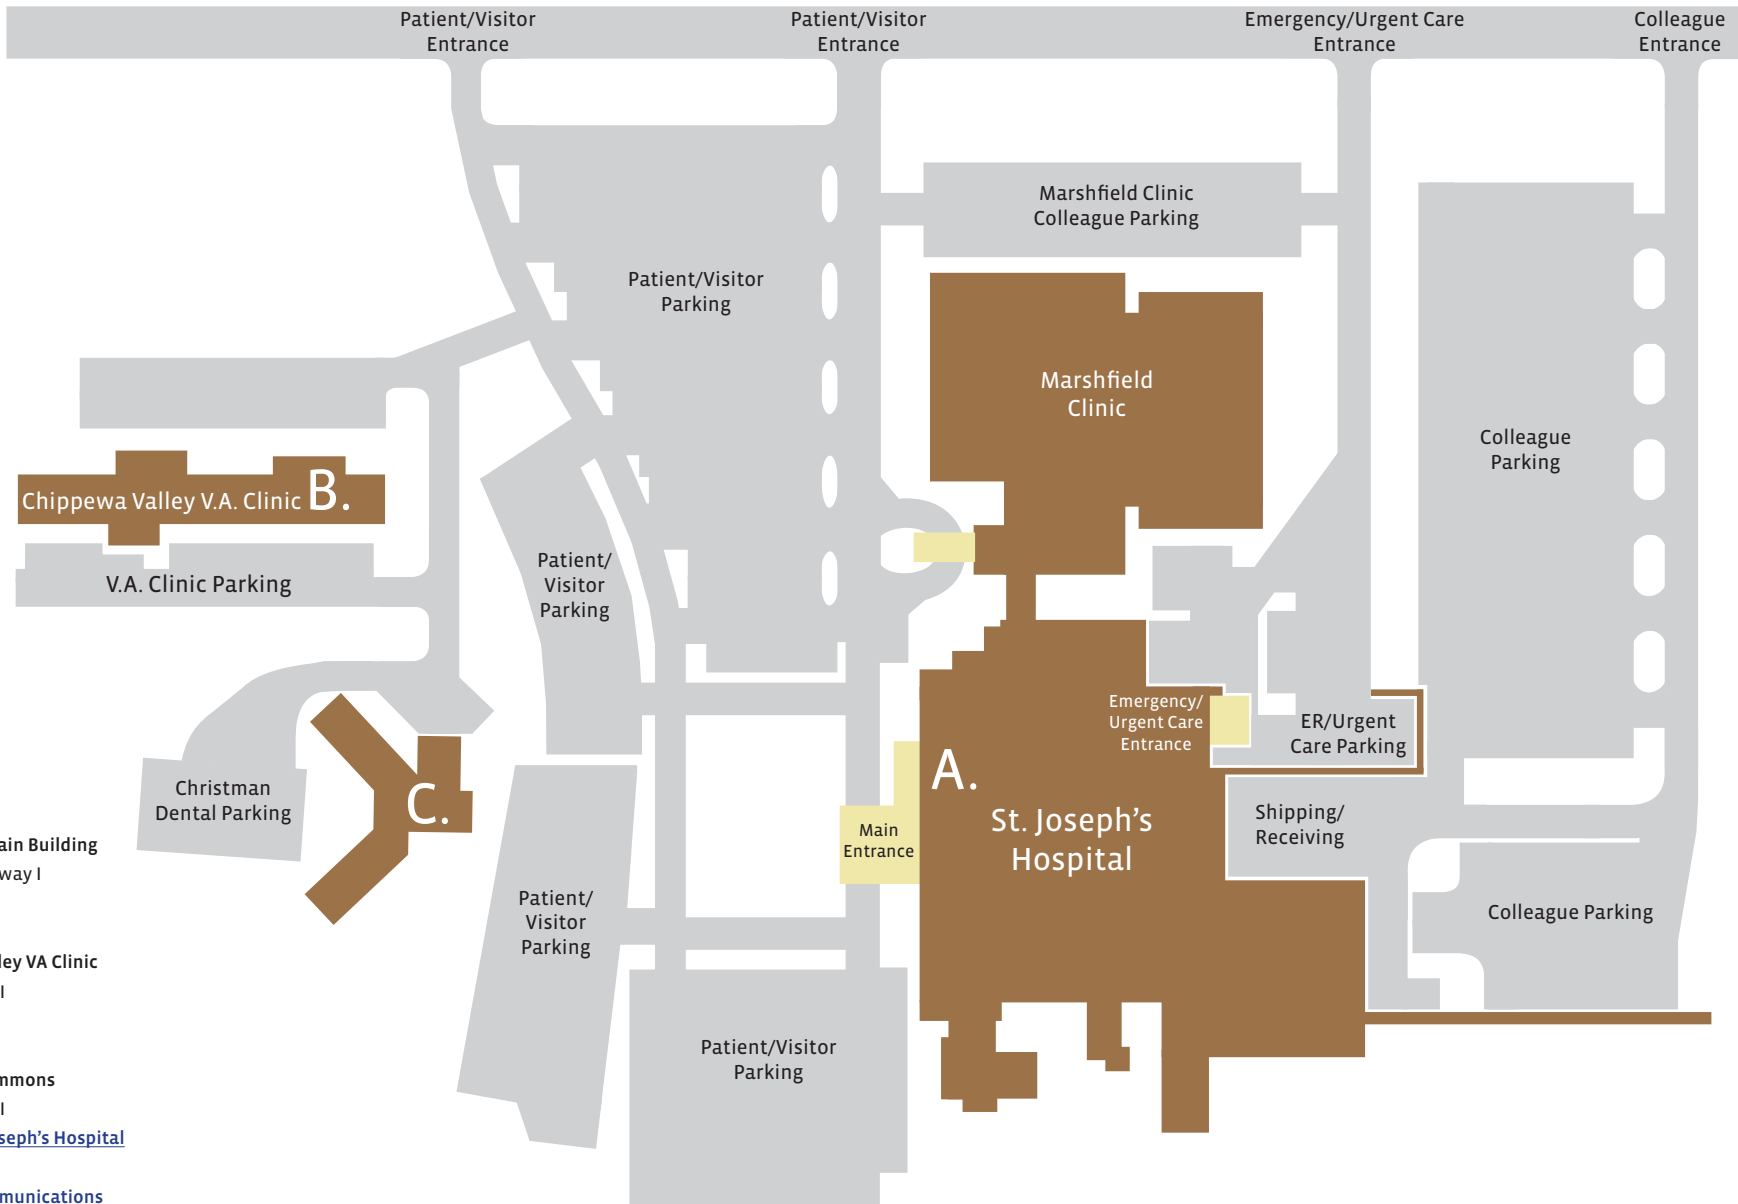 Patient/Visitor
Entrance
Patient/Visitor
Entrance
Emergency/Urgent Care
Entrance
Colleague
Entrance
Marshfield Clinic
Colleague Parking
Patient/Visitor
Parking
Marshfield
Clinic
Colleague
Parking
Chippewa Valley V.A. Clinic B.
V.A. Clinic Parking
Patient/
Visitor
Parking
Emergency/
Urgent Care
Entrance
ER/Urgent
Care Parking
A.
St. Joseph's
Hospital
Main
Entrance
Shipping/
Receiving
Christman
Dental Parking
C.
Patient/
Visitor
Parking
Colleague Parking
Patient/Visitor
Parking
ain Building
way I
ley VA Clinic
I
mmons
I
seph's Hospital
munications